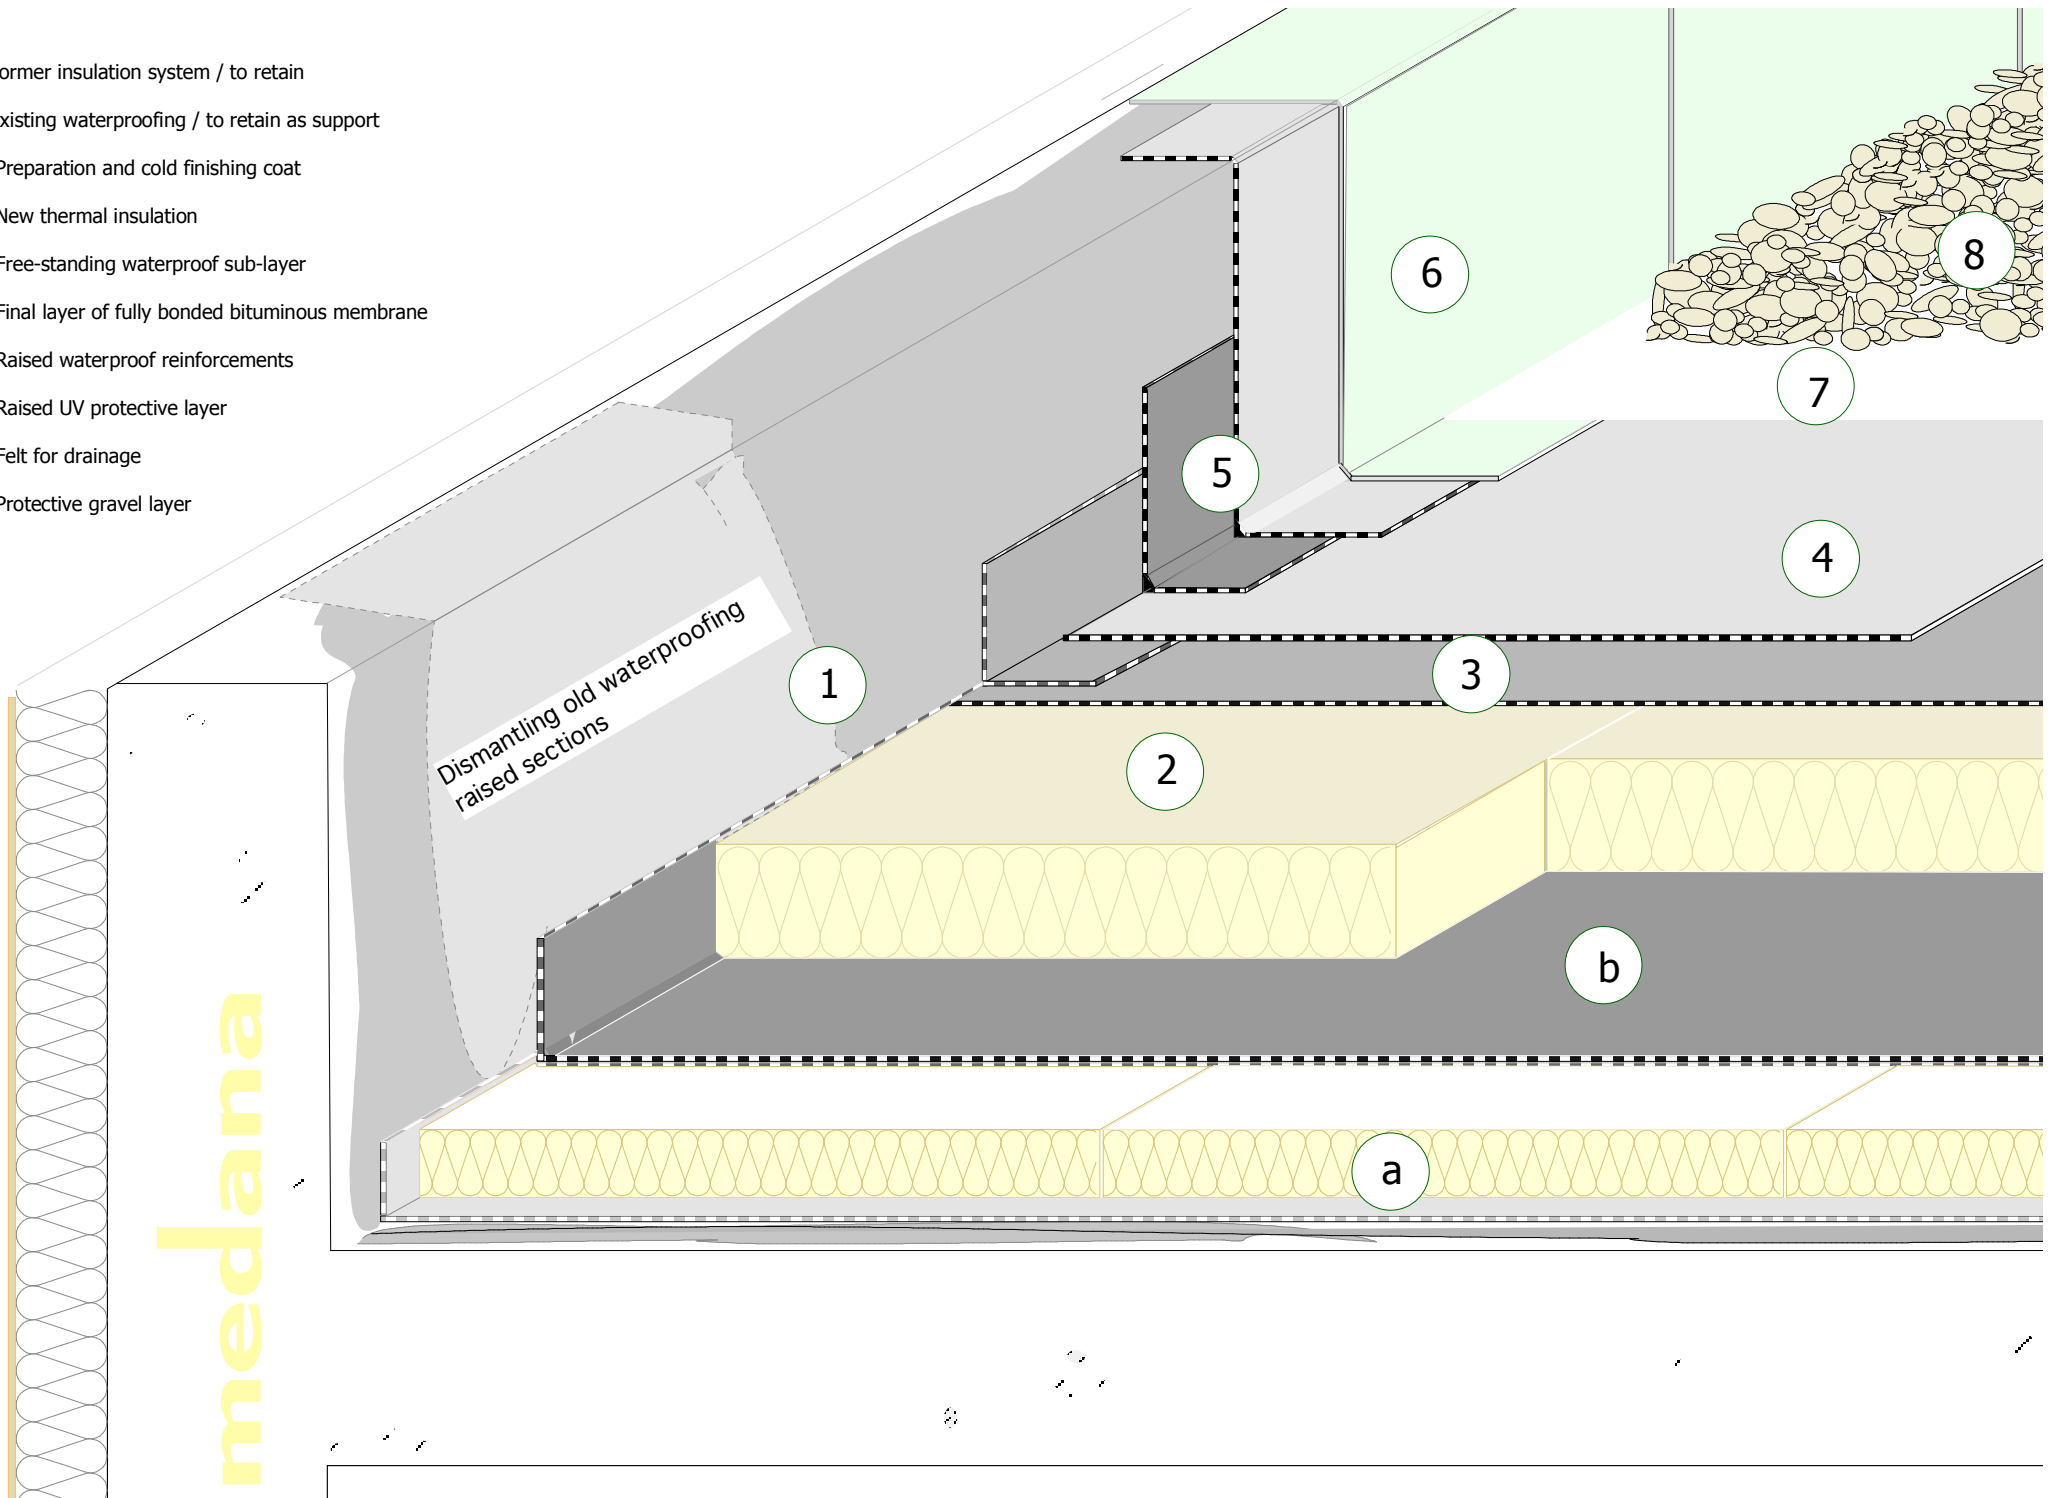 ormer insulation system / to retain
xisting waterproofing / to retain as support
Preparation and cold finishing coat
New thermal insulation
Free-standing waterproof sub-layer
Final layer of fully bonded bituminous membrane
Raised waterproof reinforcements
Raised UV protective layer
Felt for drainage
Protective gravel layer
6
8
7
5
4
3
1
2
Dismantling old waterproofing
raised sections
b
a
medana